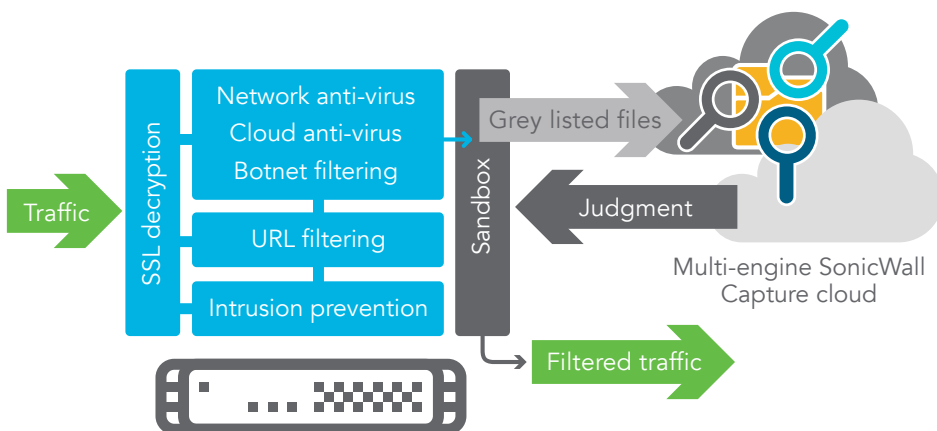 Traffic
SSL decryption
Network anti-virus
Cloud anti-virus
Botnet filtering
URL filtering
Intrusion prevention
Sandbox
Grey listed files
Judgment
Multi-engine SonicWall
Capture cloud
Filtered traffic